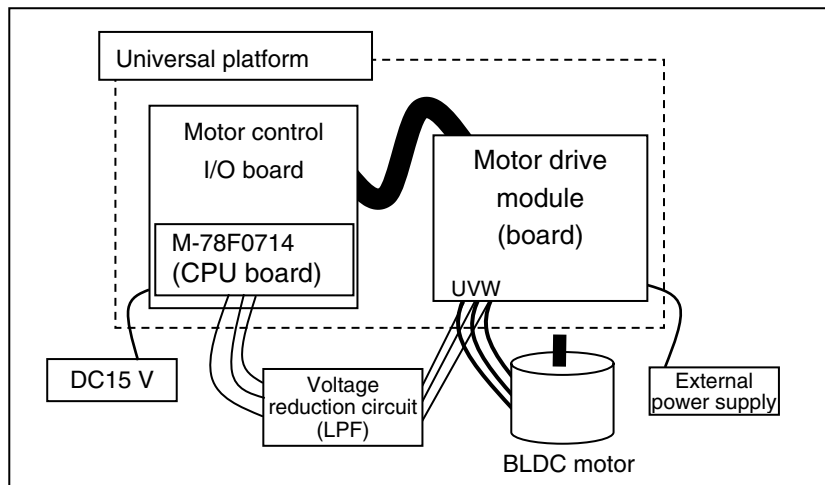 Universal platform
Motor control
I/O board
M-78F0714
(CPU board)
Motor drive
module
(board)
UVW
DC15 V
Voltage
reduction circuit
(LPF)
BLDC motor
External
power supply